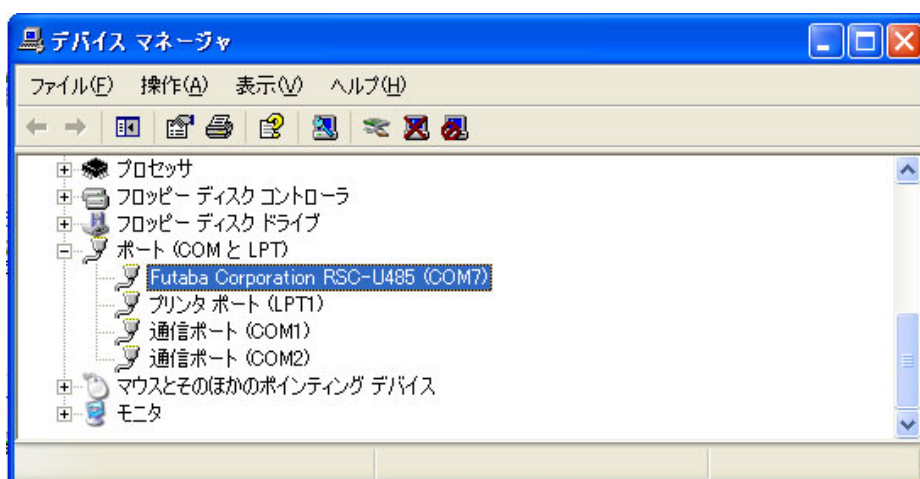 デバイス マネージャ
ファイル(F) 操作(A) 表示(V) ヘルプ(H)
プロセッサ
フロッピー ディスク コントローラ
フロッピー ディスク ドライブ
ポート (COM と LPT)
Futaba Corporation RSC-U485 (COM7)
プリンタ ポート (LPT1)
通信ポート (COM1)
通信ポート (COM2)
マウスとそのほかのポインティング デバイス
モニタ